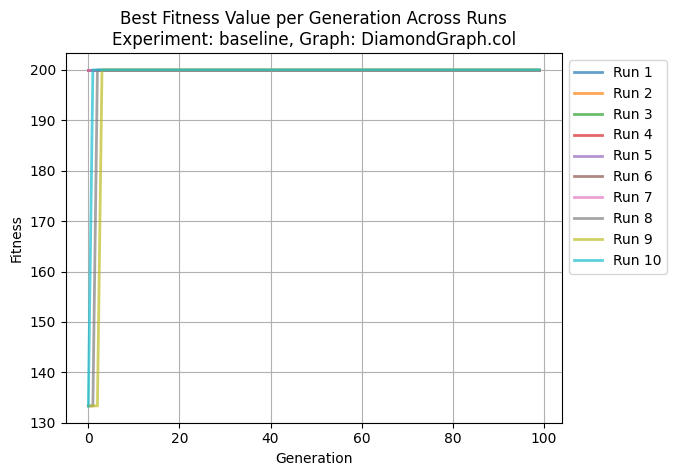 Best Fitness Value per Generation Across Runs
Experiment: baseline, Graph: DiamondGraph.col
Fitness
200
190
180
170
160
150
140
130
0 20 40 60 80 100
Generation
Run 1
Run 2
Run 3
Run 4
Run 5
Run 6
Run 7
Run 8
Run 9
Run 10